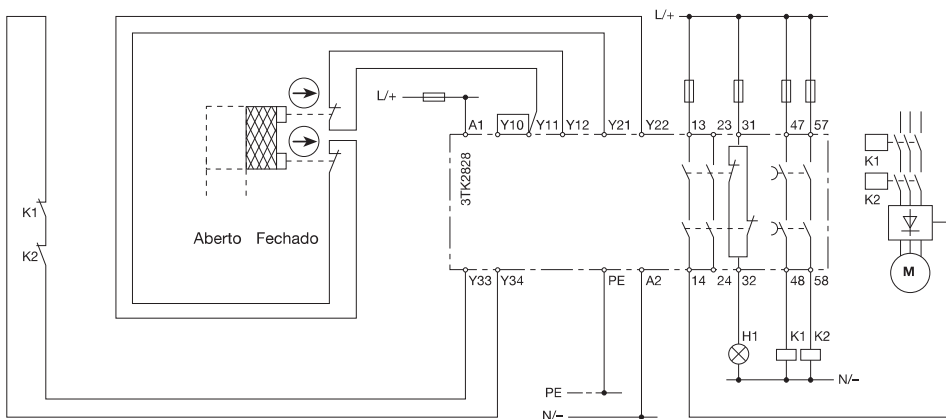 L/+
L/+
A1
Y10
Y11
Y12
Y21
Y22
13
23
31
47
57
K1
K2
3TK2828
K1
K2
Aberto
Fechado
M
Y33
Y34
PE
A2
14
24
32
48
58
H1
K1
K2
N/–
PE
N/–